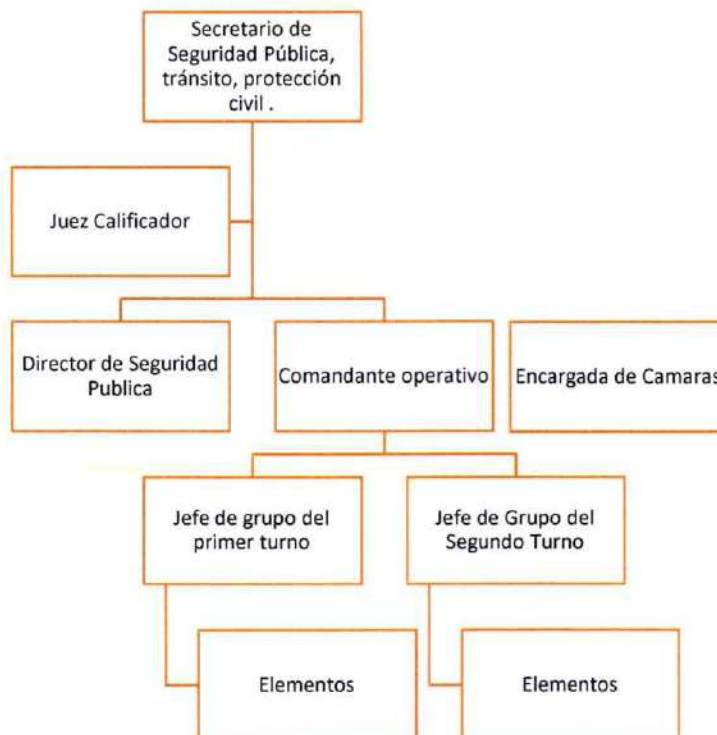 Secretario de
Seguridad Pública,
tránsito, protección
civil .
Juez Calificador
Director de Seguridad
Publica
Comandante operativo
Encargada de Camaras
Jefe de grupo del
primer turno
Jefe de Grupo del
Segundo Turno
Elementos
Elementos